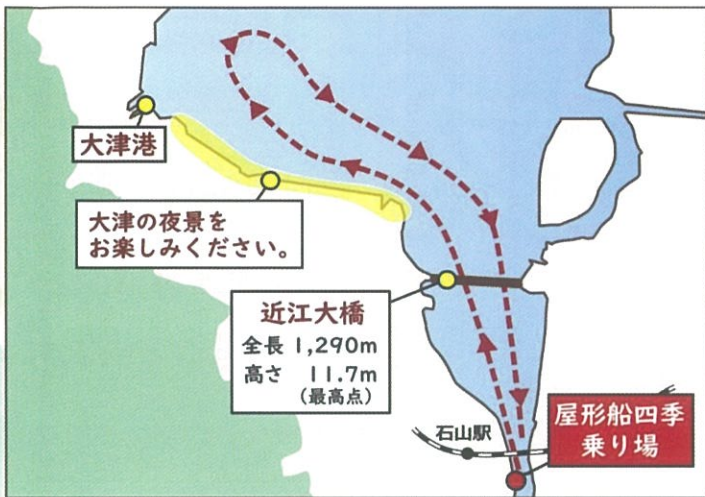 大津港
大津の夜景を
お楽しみください。
近江大橋
全長 1,290m
高さ 11.7m
(最高点)
石山駅
屋形船四季
乗り場